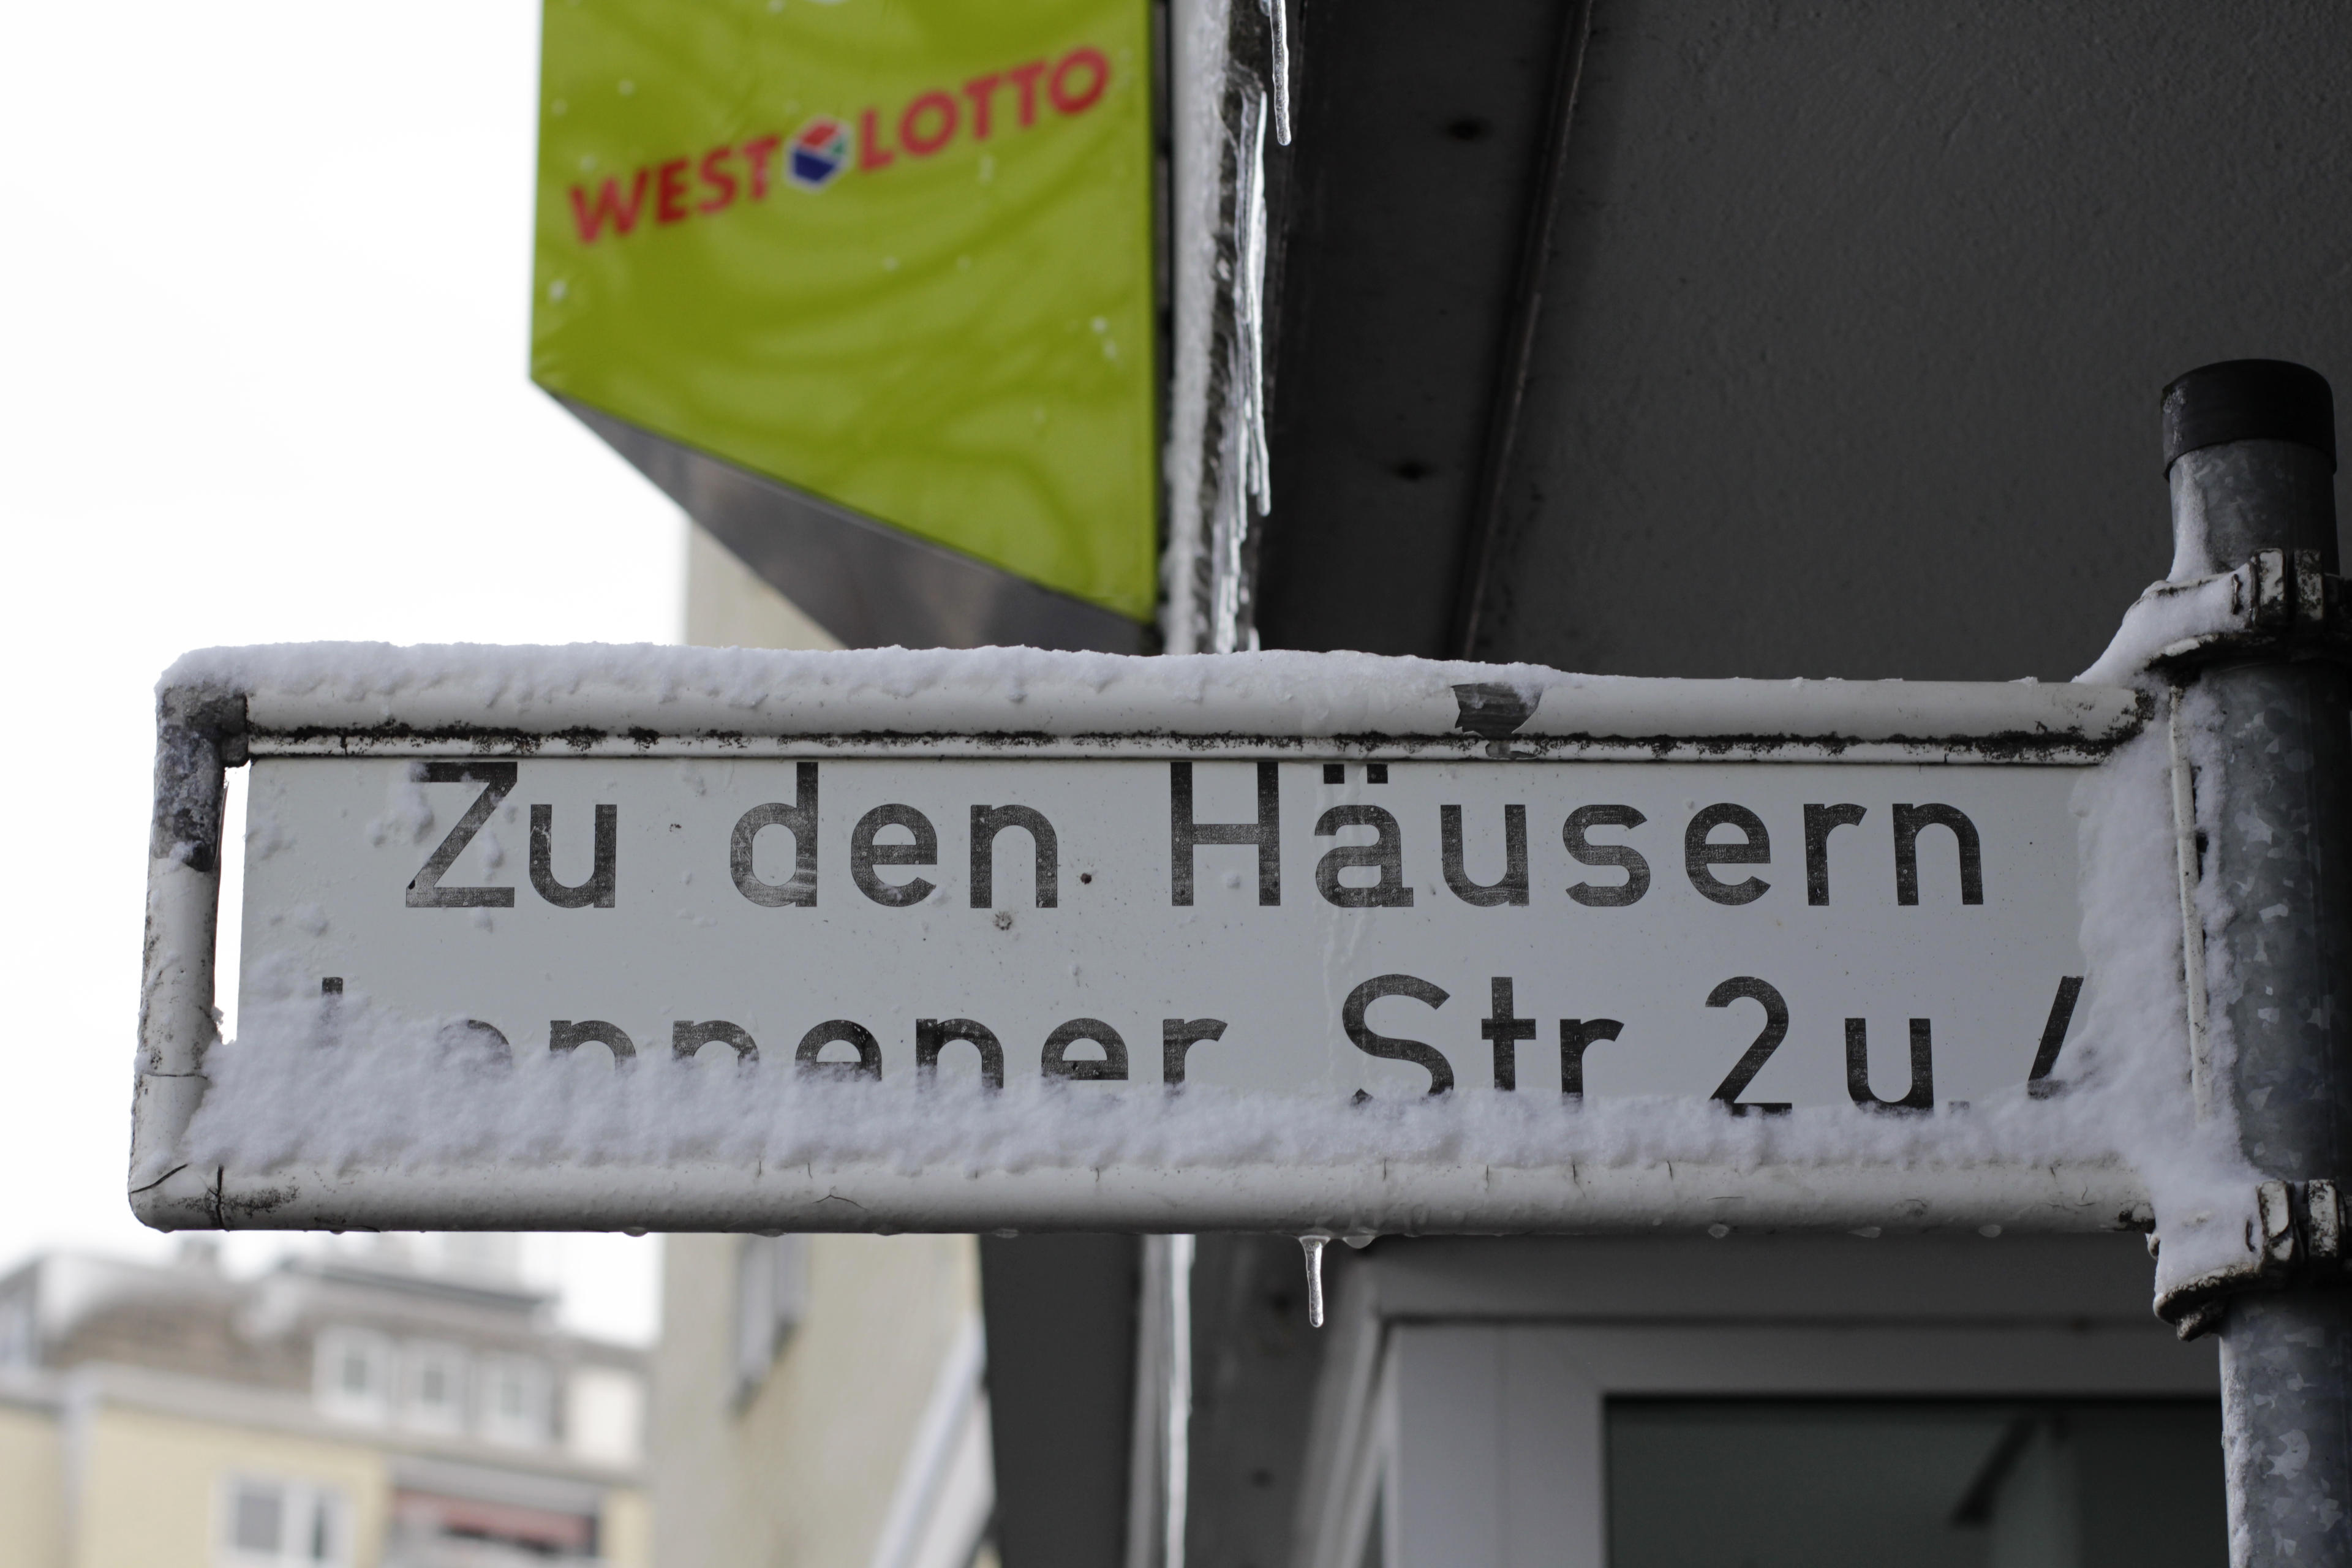 WEST LOTTO
Zu den Häusern
Str 2 u.